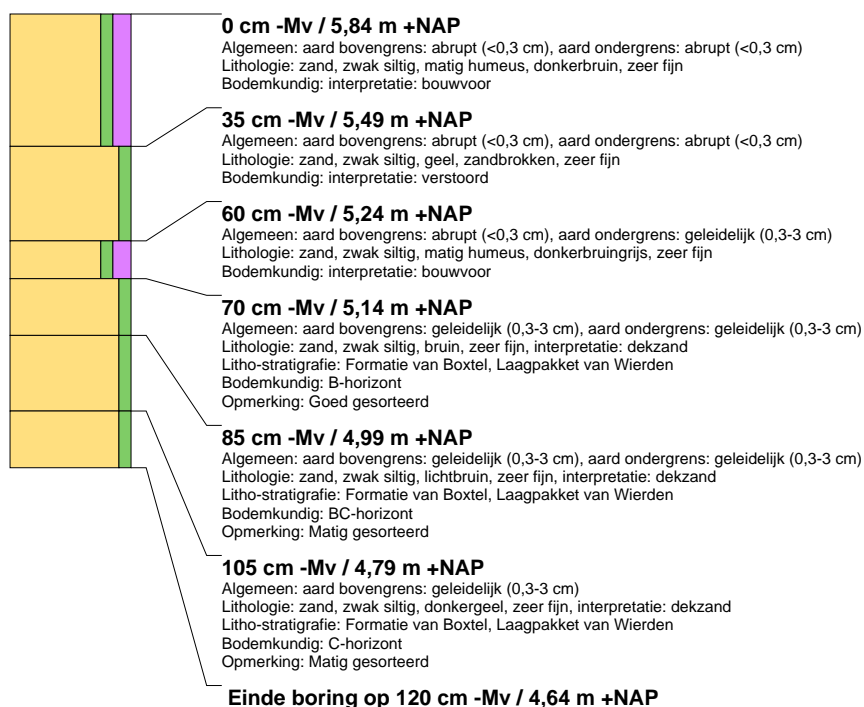 0 cm -Mv / 5,84 m +NAP
Algemeen: aard bovengrens: abrupt (<0,3 cm), aard ondergrens: abrupt (<0,3 cm)
Lithologie: zand, zwak siltig, matig humeus, donkerbruin, zeer fijn
Bodemkundig: interpretatie: bouwvoor
35 cm -Mv / 5,49 m +NAP
Algemeen: aard bovengrens: abrupt (<0,3 cm), aard ondergrens: abrupt (<0,3 cm)
Lithologie: zand, zwak siltig, geel, zandbrokken, zeer fijn
Bodemkundig: interpretatie: verstoord
60 cm -Mv / 5,24 m +NAP
Algemeen: aard bovengrens: abrupt (<0,3 cm), aard ondergrens: geleidelijk (0,3-3 cm)
Lithologie: zand, zwak siltig, matig humeus, donkerbruingrijs, zeer fijn
Bodemkundig: interpretatie: bouwvoor
70 cm -Mv / 5,14 m +NAP
Algemeen: aard bovengrens: geleidelijk (0,3-3 cm), aard ondergrens: geleidelijk (0,3-3 cm)
Lithologie: zand, zwak siltig, bruin, zeer fijn, interpretatie: dekzand
Litho-stratigrafie: Formatie van Boxtel, Laagpakket van Wierden
Bodemkundig: B-horizont
Opmerking: Goed gesorteerd
85 cm -Mv / 4,99 m +NAP
Algemeen: aard bovengrens: geleidelijk (0,3-3 cm), aard ondergrens: geleidelijk (0,3-3 cm)
Lithologie: zand, zwak siltig, lichtbruin, zeer fijn, interpretatie: dekzand
Litho-stratigrafie: Formatie van Boxtel, Laagpakket van Wierden
Bodemkundig: BC-horizont
Opmerking: Matig gesorteerd
105 cm -Mv / 4,79 m +NAP
Algemeen: aard bovengrens: geleidelijk (0,3-3 cm)
Lithologie: zand, zwak siltig, donkergeel, zeer fijn, interpretatie: dekzand
Litho-stratigrafie: Formatie van Boxtel, Laagpakket van Wierden
Bodemkundig: C-horizont
Opmerking: Matig gesorteerd
Einde boring op 120 cm -Mv / 4,64 m +NAP